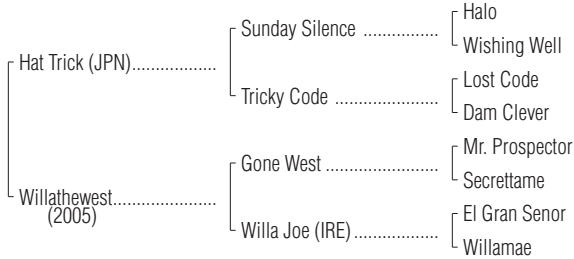 Halo
Sunday Silence ..................
Wishing Well
Hat Trick (JPN)....................
Lost Code
Tricky Code .........................
Dam Clever
Mr. Prospector
Gone West ...........................
Secrettame
Willathewest........................
(2005)
El Gran Senor
Willa Joe (IRE) ....................
Willamae